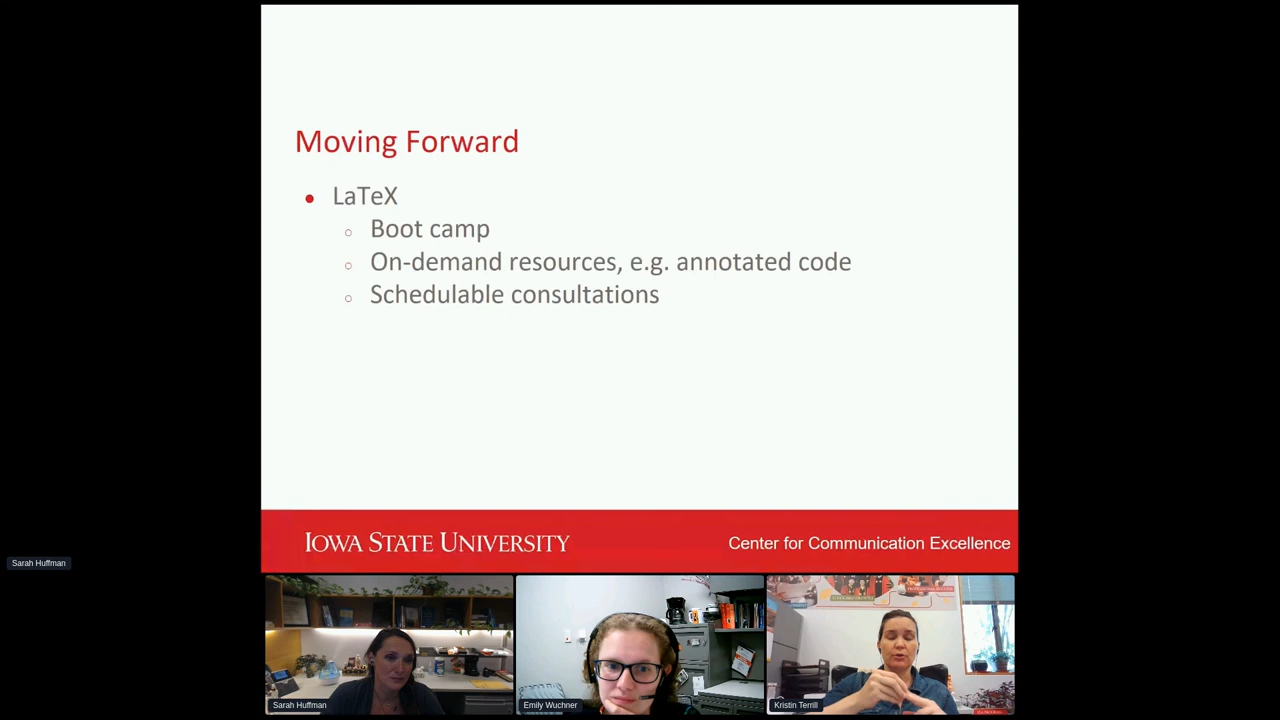 Moving Forward
LaTeX
Boot camp
On-demand resources, e.g. annotated code
Schedulable consultations
IOWA STATE UNIVERSITY
Center for Communication Excellence
Sarah Huffman
Sarah Huffman
Emily Wuchner
Kristin Terrill